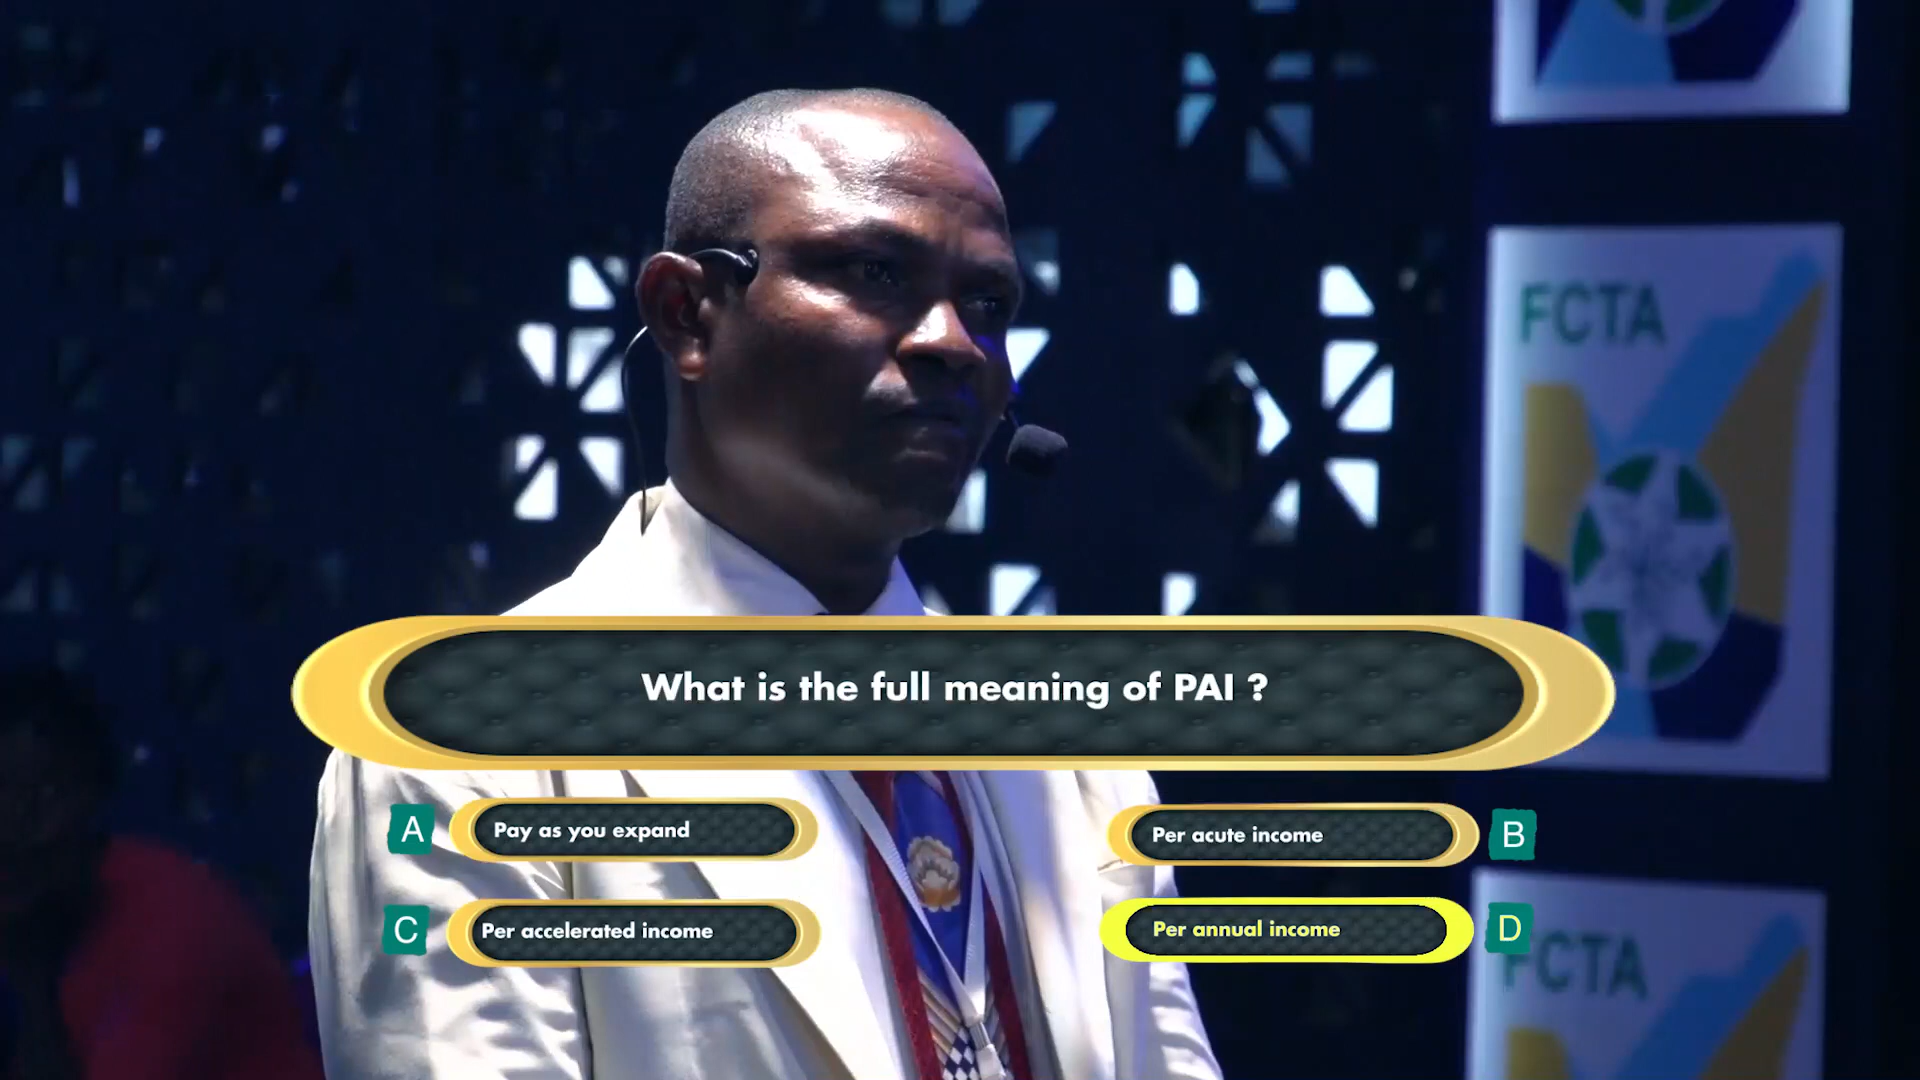 FCTA
What is the full meaning of PAI ?
A Pay as you expand
Per acute income B
C Per accelerated income
Per annual income D
FCTA